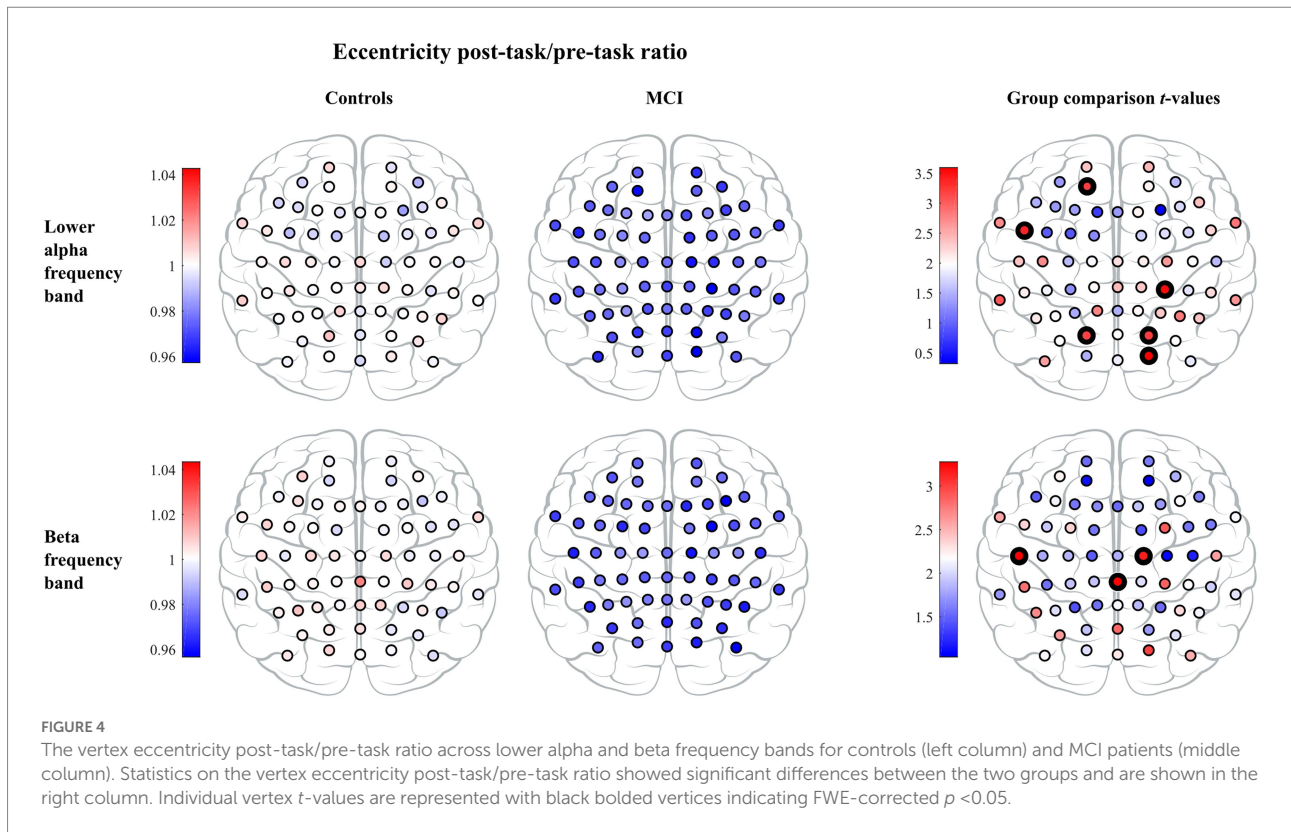 Eccentricity post-task/pre-task ratio
Controls
MCI
Group comparison t-values
Lower
alpha
frequency
band
1.04
1.02
1
0.98
0.96
3.5
3
2.5
2
1.5
1
0.5
Beta
frequency
band
1.04
1.02
1
0.98
0.96
3
2.5
2
1.5
FIGURE 4
The vertex eccentricity post-task/pre-task ratio across lower alpha and beta frequency bands for controls (left column) and MCI patients (middle
column). Statistics on the vertex eccentricity post-task/pre-task ratio showed significant differences between the two groups and are shown in the
right column. Individual vertex t-values are represented with black bolded vertices indicating FWE-corrected p <0.05.